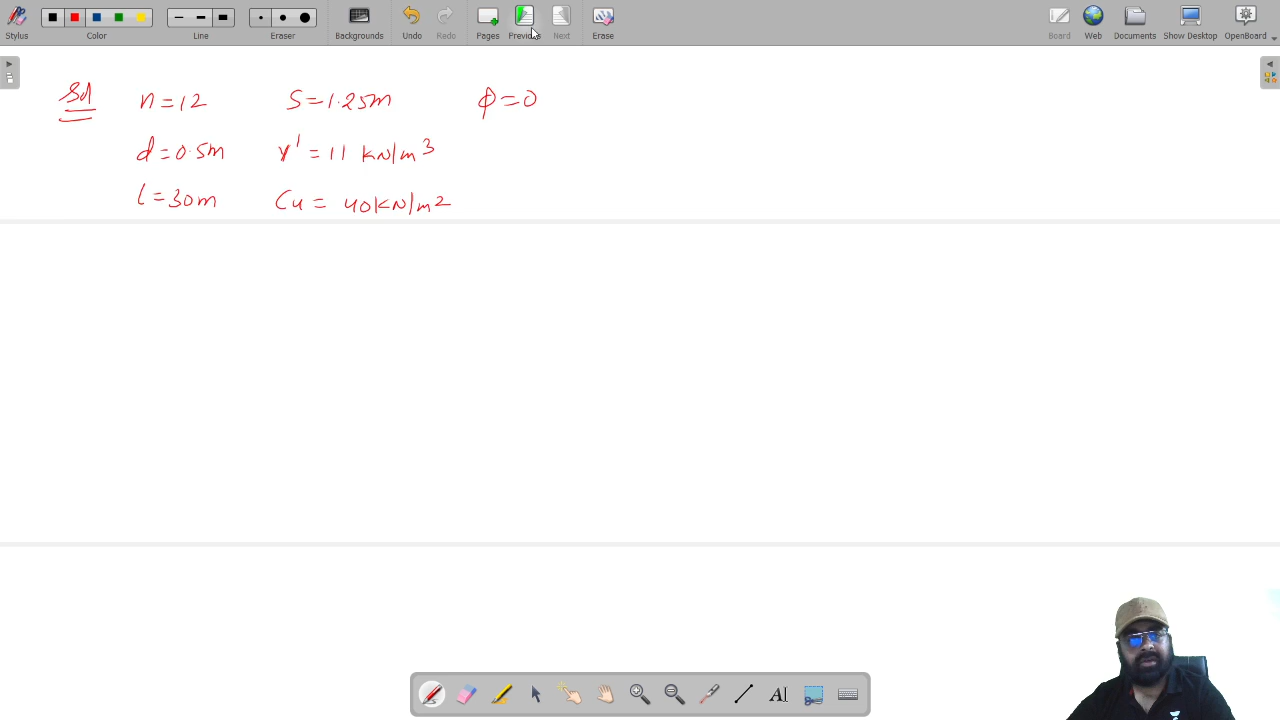 Stylus Color Line Eraser Backgrounds Undo Redo Pages Previous Next Erase Board Web Documents Show Desktop OpenBoard
Sol n=12 S=1.25m φ=0
d=0.5m γ'=11 kN/m3
l=30m Cu= 40kN/m2
AI